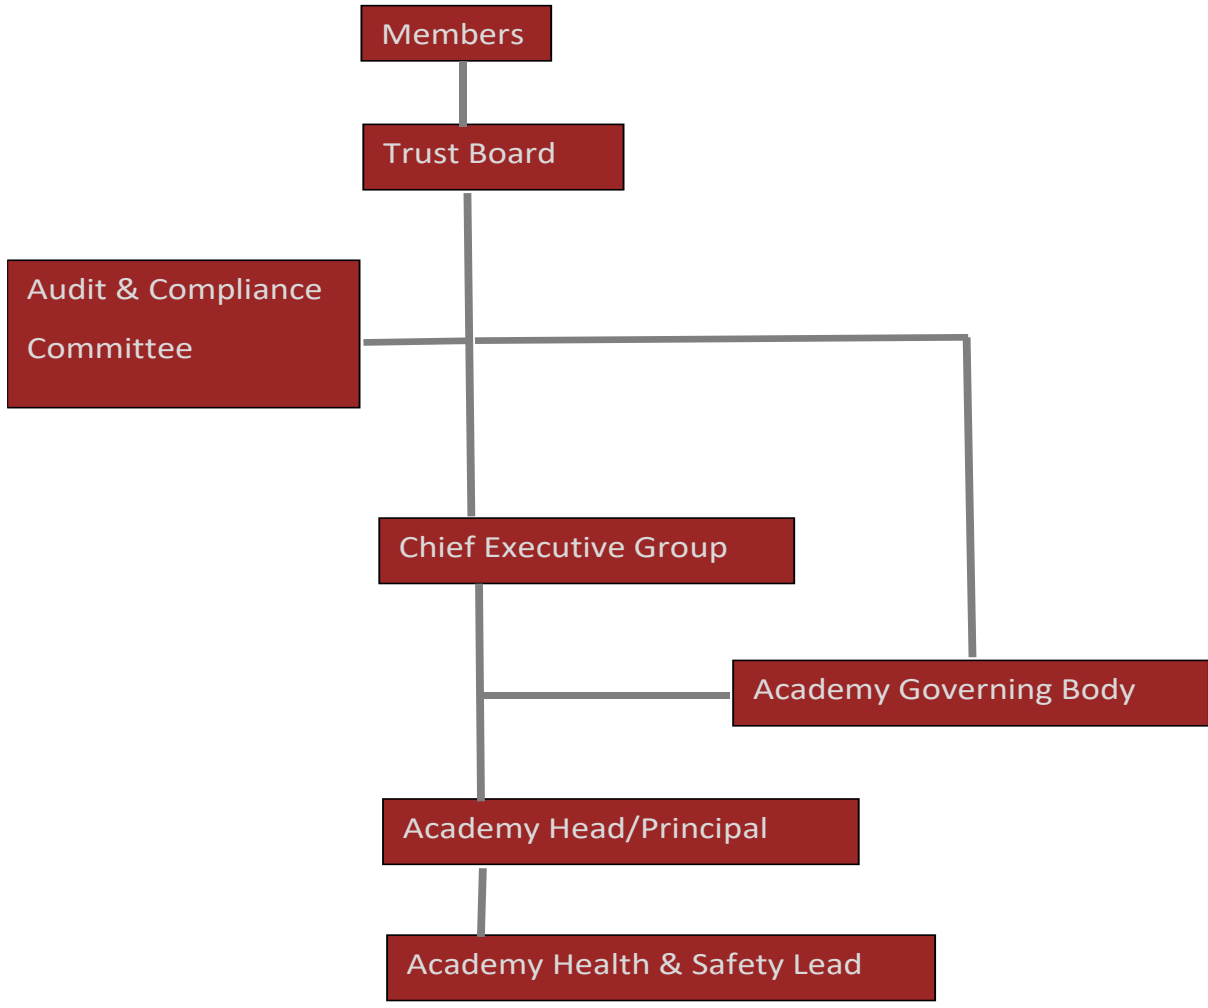 Members
Trust Board
Audit & Compliance
Committee
Chief Executive Group
Academy Governing Body
Academy Head/Principal
Academy Health & Safety Lead